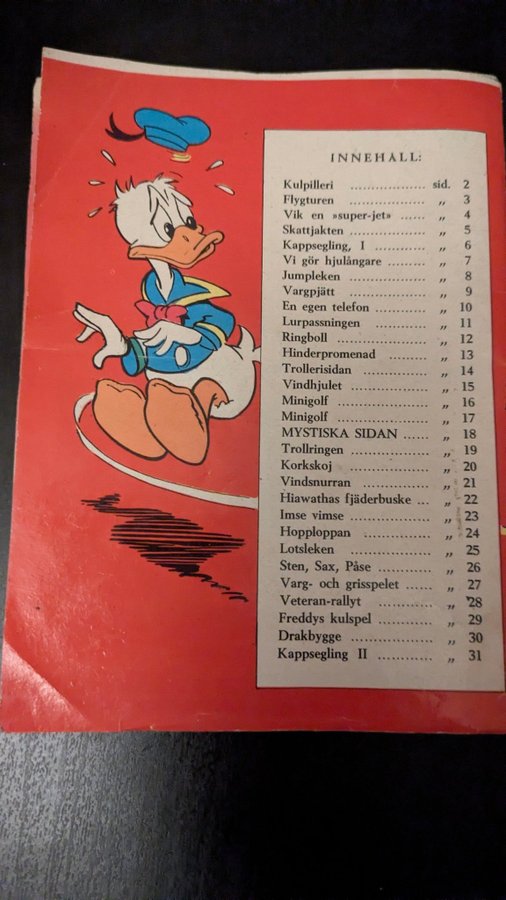 INNEHALL:
Kulpilleri .................. sid. 2
Flygturen .................. „ 3
Vik en »super-jet» ...... „ 4
Skattjakten .................. „ 5
Kappsegling, I ............ „ 6
Vi gör hjulångare ......... „ 7
Jumpleken .................. „ 8
Vargpjätt .................. „ 9
En egen telefon ............ „ 10
Lurpassningen ............ „ 11
Ringboll .................. „ 12
Hinderpromenad ......... „ 13
Trollerisidan ............... „ 14
Vindhjulet .................. „ 15
Minigolf .................. „ 16
Minigolf .................. „ 17
MYSTISKA SIDAN ...... „ 18
Trollringen .................. „ 19
Korkskoj .................. „ 20
Vindsnurran ............... „ 21
Hiawathas fjäderbuske ... „ 22
Imse vimse .................. „ 23
Hopploppan ............... „ 24
Lotsleken .................. „ 25
Sten, Sax, Påse ............ „ 26
Varg- och grisspelet ...... „ 27
Veteran-rallyt ............ „ 28
Freddys kulspel ............ „ 29
Drakbygge .................. „ 30
Kappsegling II ............ „ 31